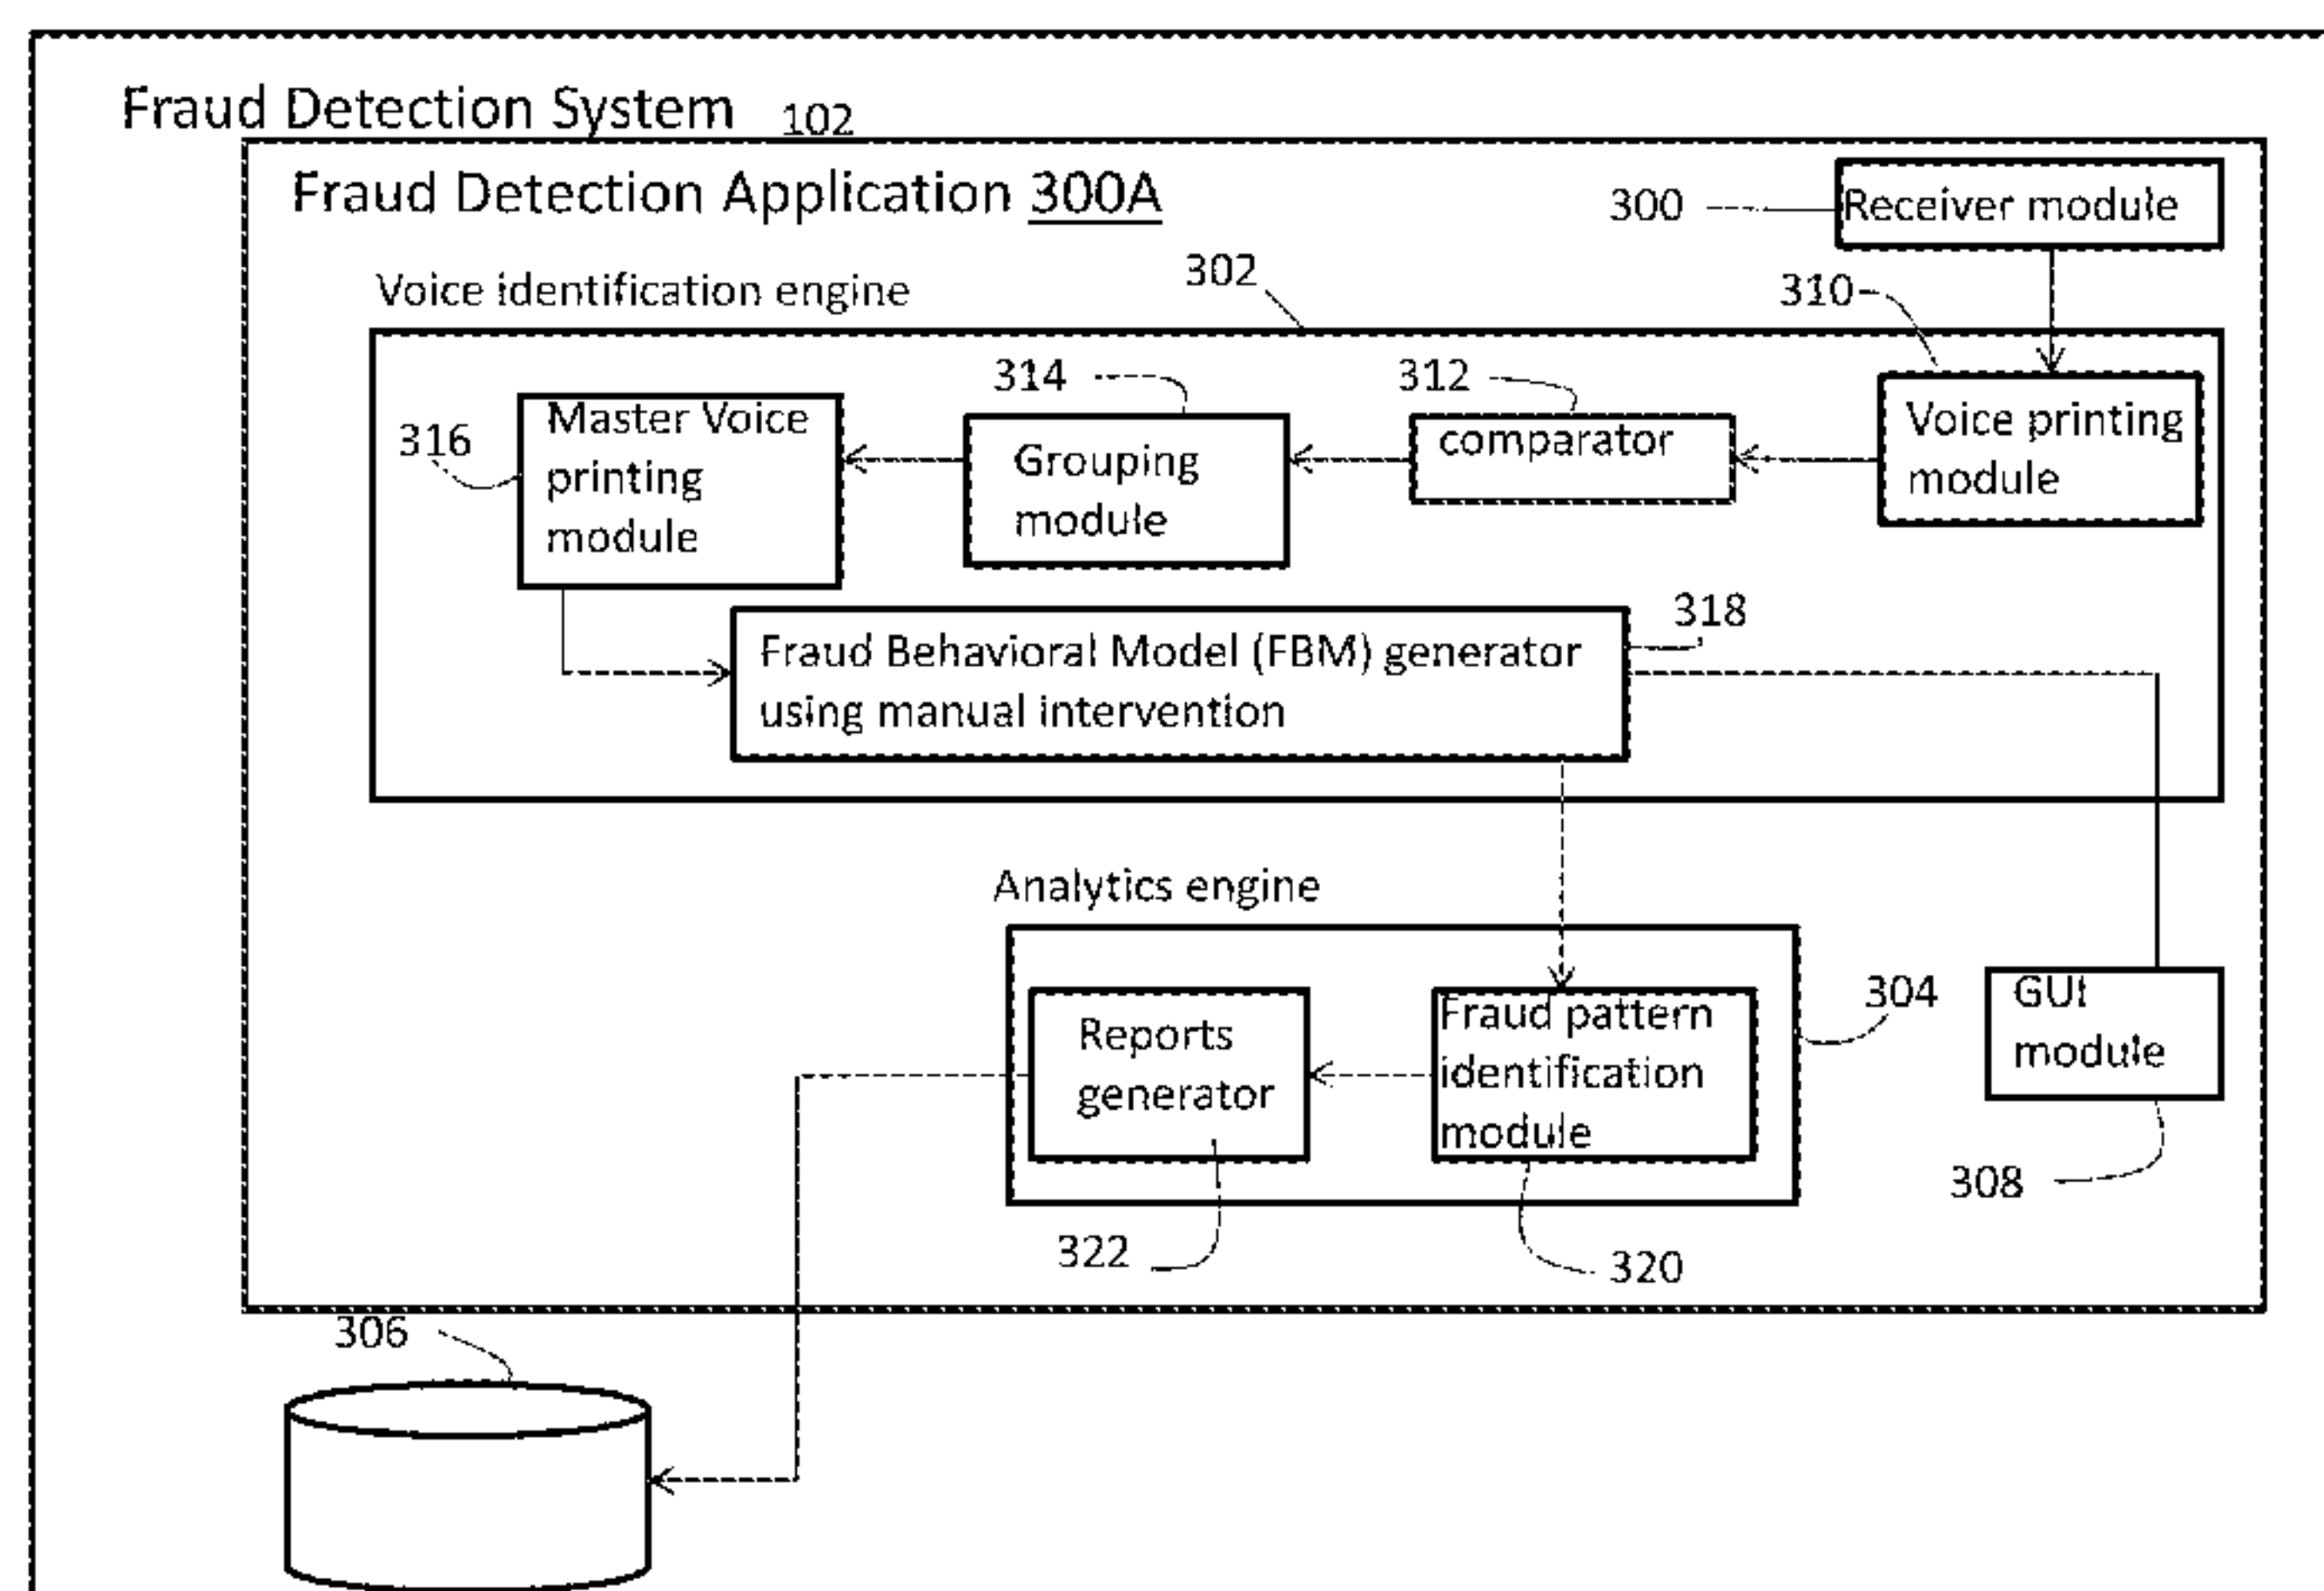 Fraud Detection System 102
Fraud Detection Application 300A
300 Receiver module
Voice identification engine
302
310
316
Master Voice
printing
module
314
Grouping
module
312
comparator
Voice printing
module
318
Fraud Behavioral Model (FBM) generator
using manual intervention
Analytics engine
304
Reports
generator
Fraud pattern
identification
module
GUI
module
308
322
320
306